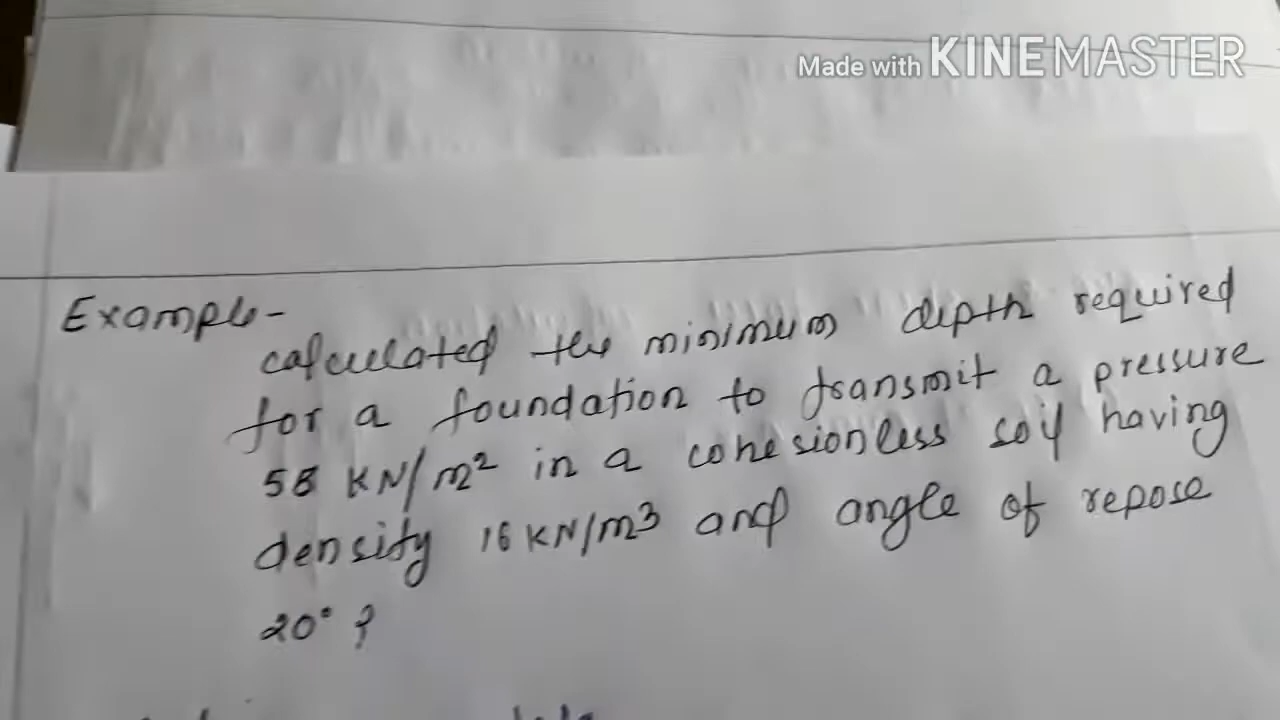 Made with KINEMASTER
Example-
calculated the minimum depth required
for a foundation to transmit a pressure
58 KN/m² in a cohesionless soil having
density 16 KN/m3 and angle of repose
20° ?